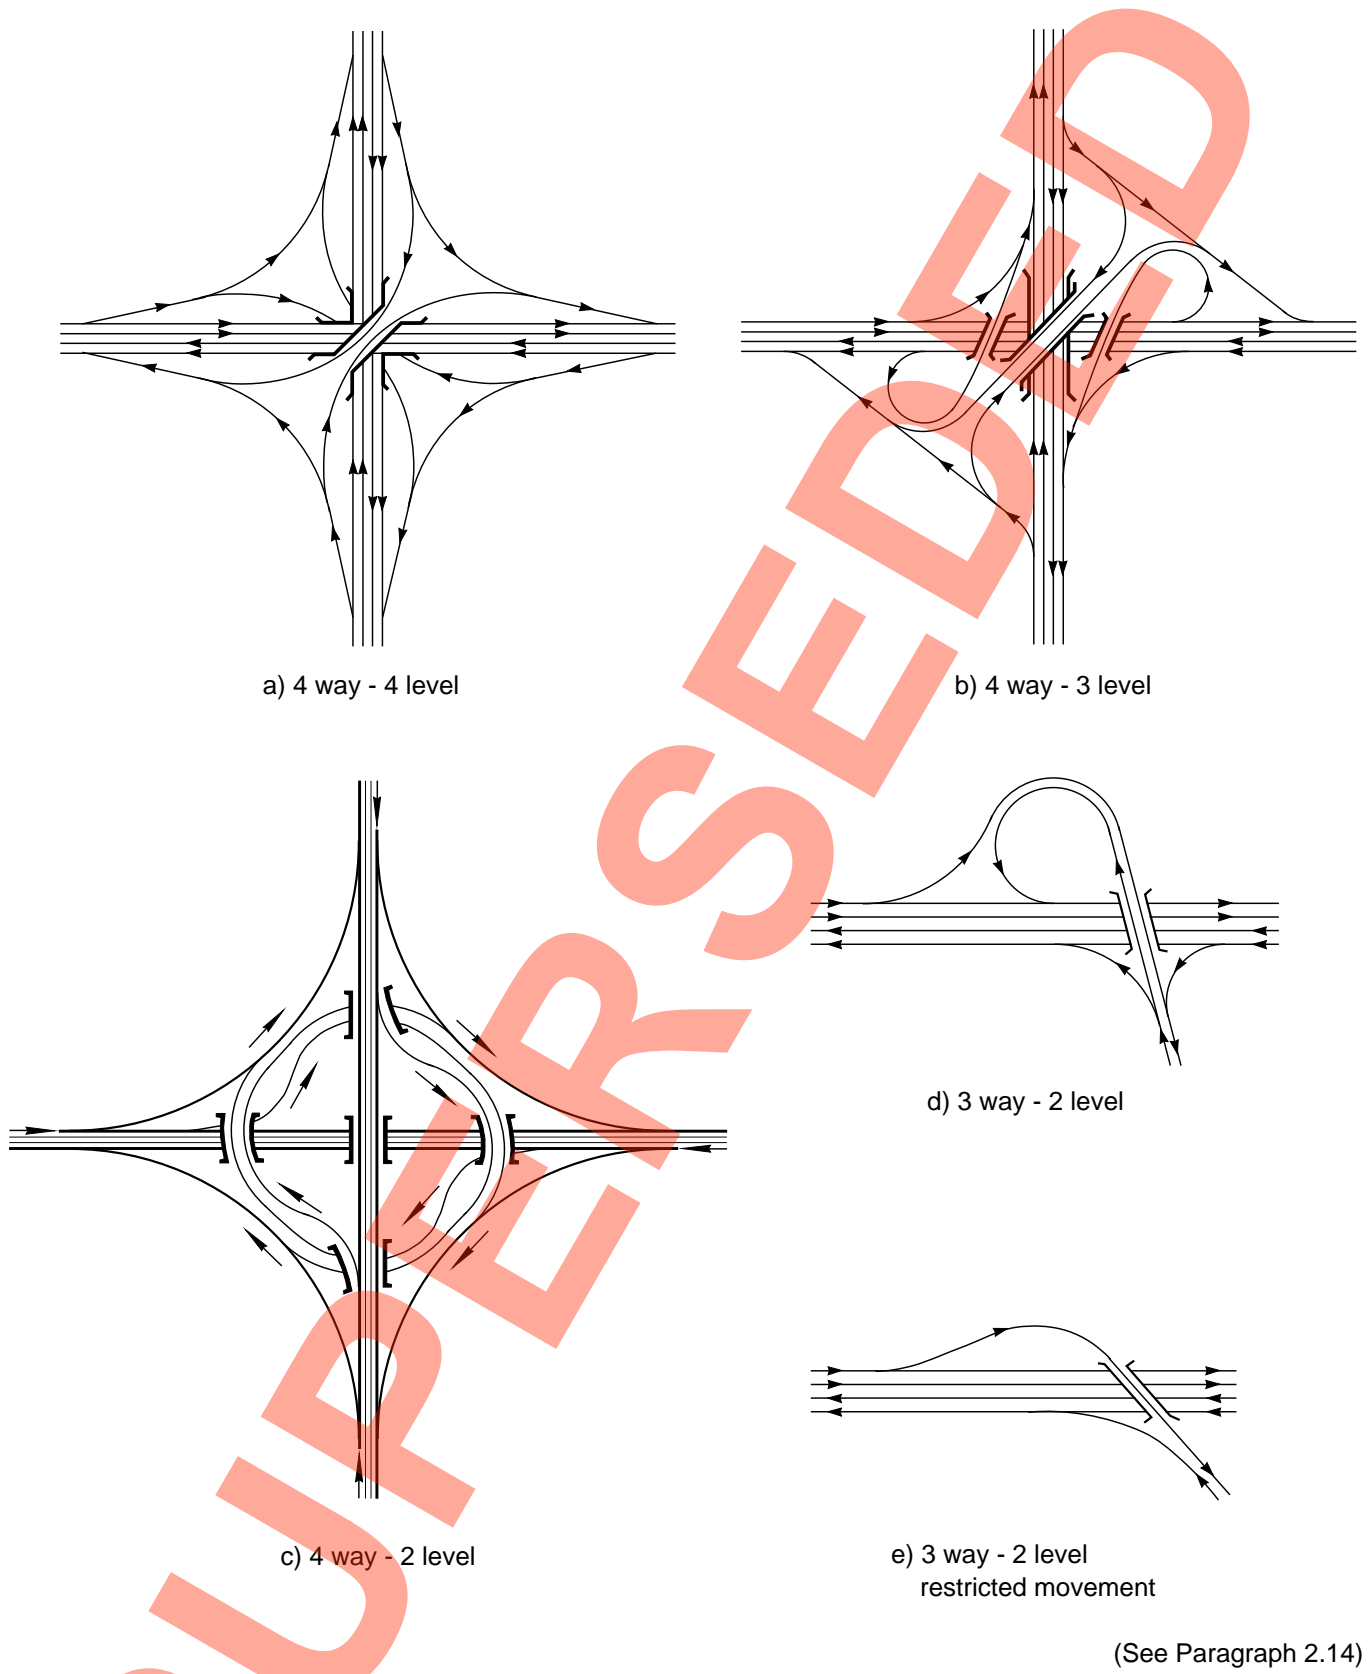 a) 4 way - 4 level
b) 4 way - 3 level
d) 3 way - 2 level
c) 4 way - 2 level
e) 3 way - 2 level
restricted movement
(See Paragraph 2.14)
SUPERSEDED